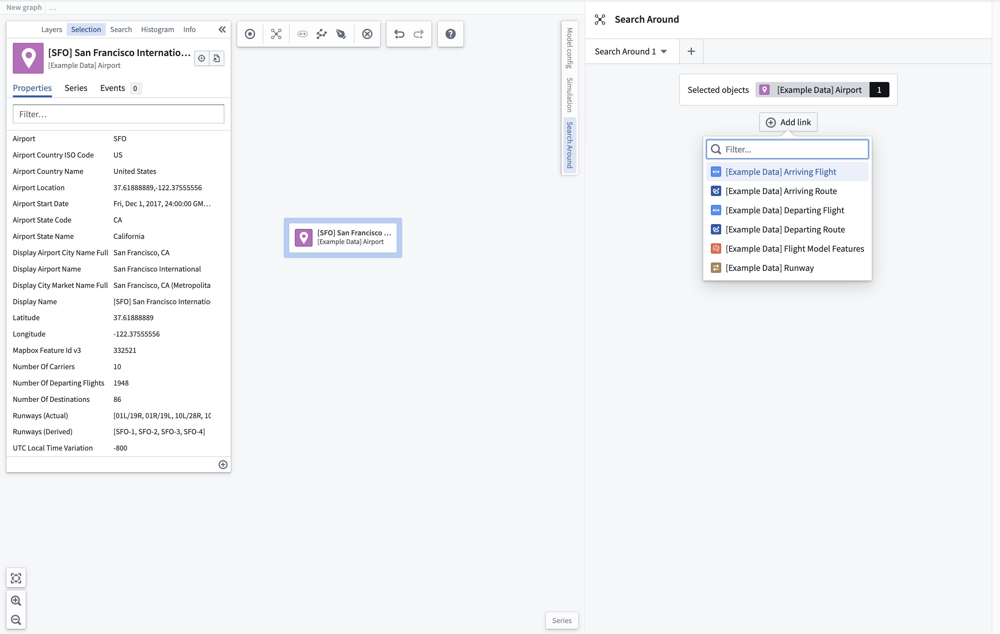 New graph ...
Layers Selection Search Histogram Info
[SFO] San Francisco Internatio...
[Example Data] Airport
Properties Series Events 0
Filter...
Airport SFO
Airport Country ISO Code US
Airport Country Name United States
Airport Location 37.61888889,-122.37555556
Airport Start Date Fri, Dec 1, 2017, 24:00:00 GM...
Airport State Code CA
Airport State Name California
Display Airport City Name Full San Francisco, CA
Display Airport Name San Francisco International
Display City Market Name Full San Francisco, CA (Metropolita
Display Name [SFO] San Francisco Internatio
Latitude 37.61888889
Longitude -122.37555556
Mapbox Feature Id v3 332521
Number Of Carriers 10
Number Of Departing Flights 1948
Number Of Destinations 86
Runways (Actual) [01L/19R, 01R/19L, 10L/28R, 10
Runways (Derived) [SFO-1, SFO-2, SFO-3, SFO-4]
UTC Local Time Variation -800
[SFO] San Francisco ...
[Example Data] Airport
Model config
Simulation
Search Around
Series
Search Around
Search Around 1
Selected objects [Example Data] Airport 1
Add link
Filter...
[Example Data] Arriving Flight
[Example Data] Arriving Route
[Example Data] Departing Flight
[Example Data] Departing Route
[Example Data] Flight Model Features
[Example Data] Runway